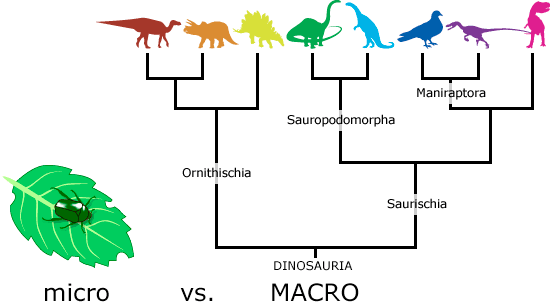 Maniraptora
Sauropodomorpha
Ornithischia
Saurischia
DINOSAURIA
micro vs. MACRO